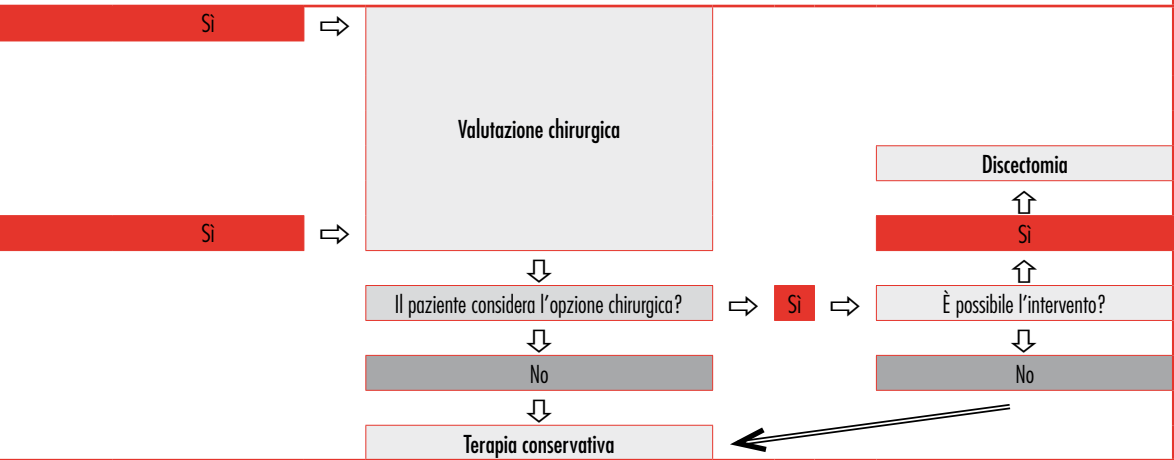 Sì
Valutazione chirurgica
Discectomia
Sì
Sì
Il paziente considera l'opzione chirurgica?
Sì
È possibile l'intervento?
No
No
Terapia conservativa